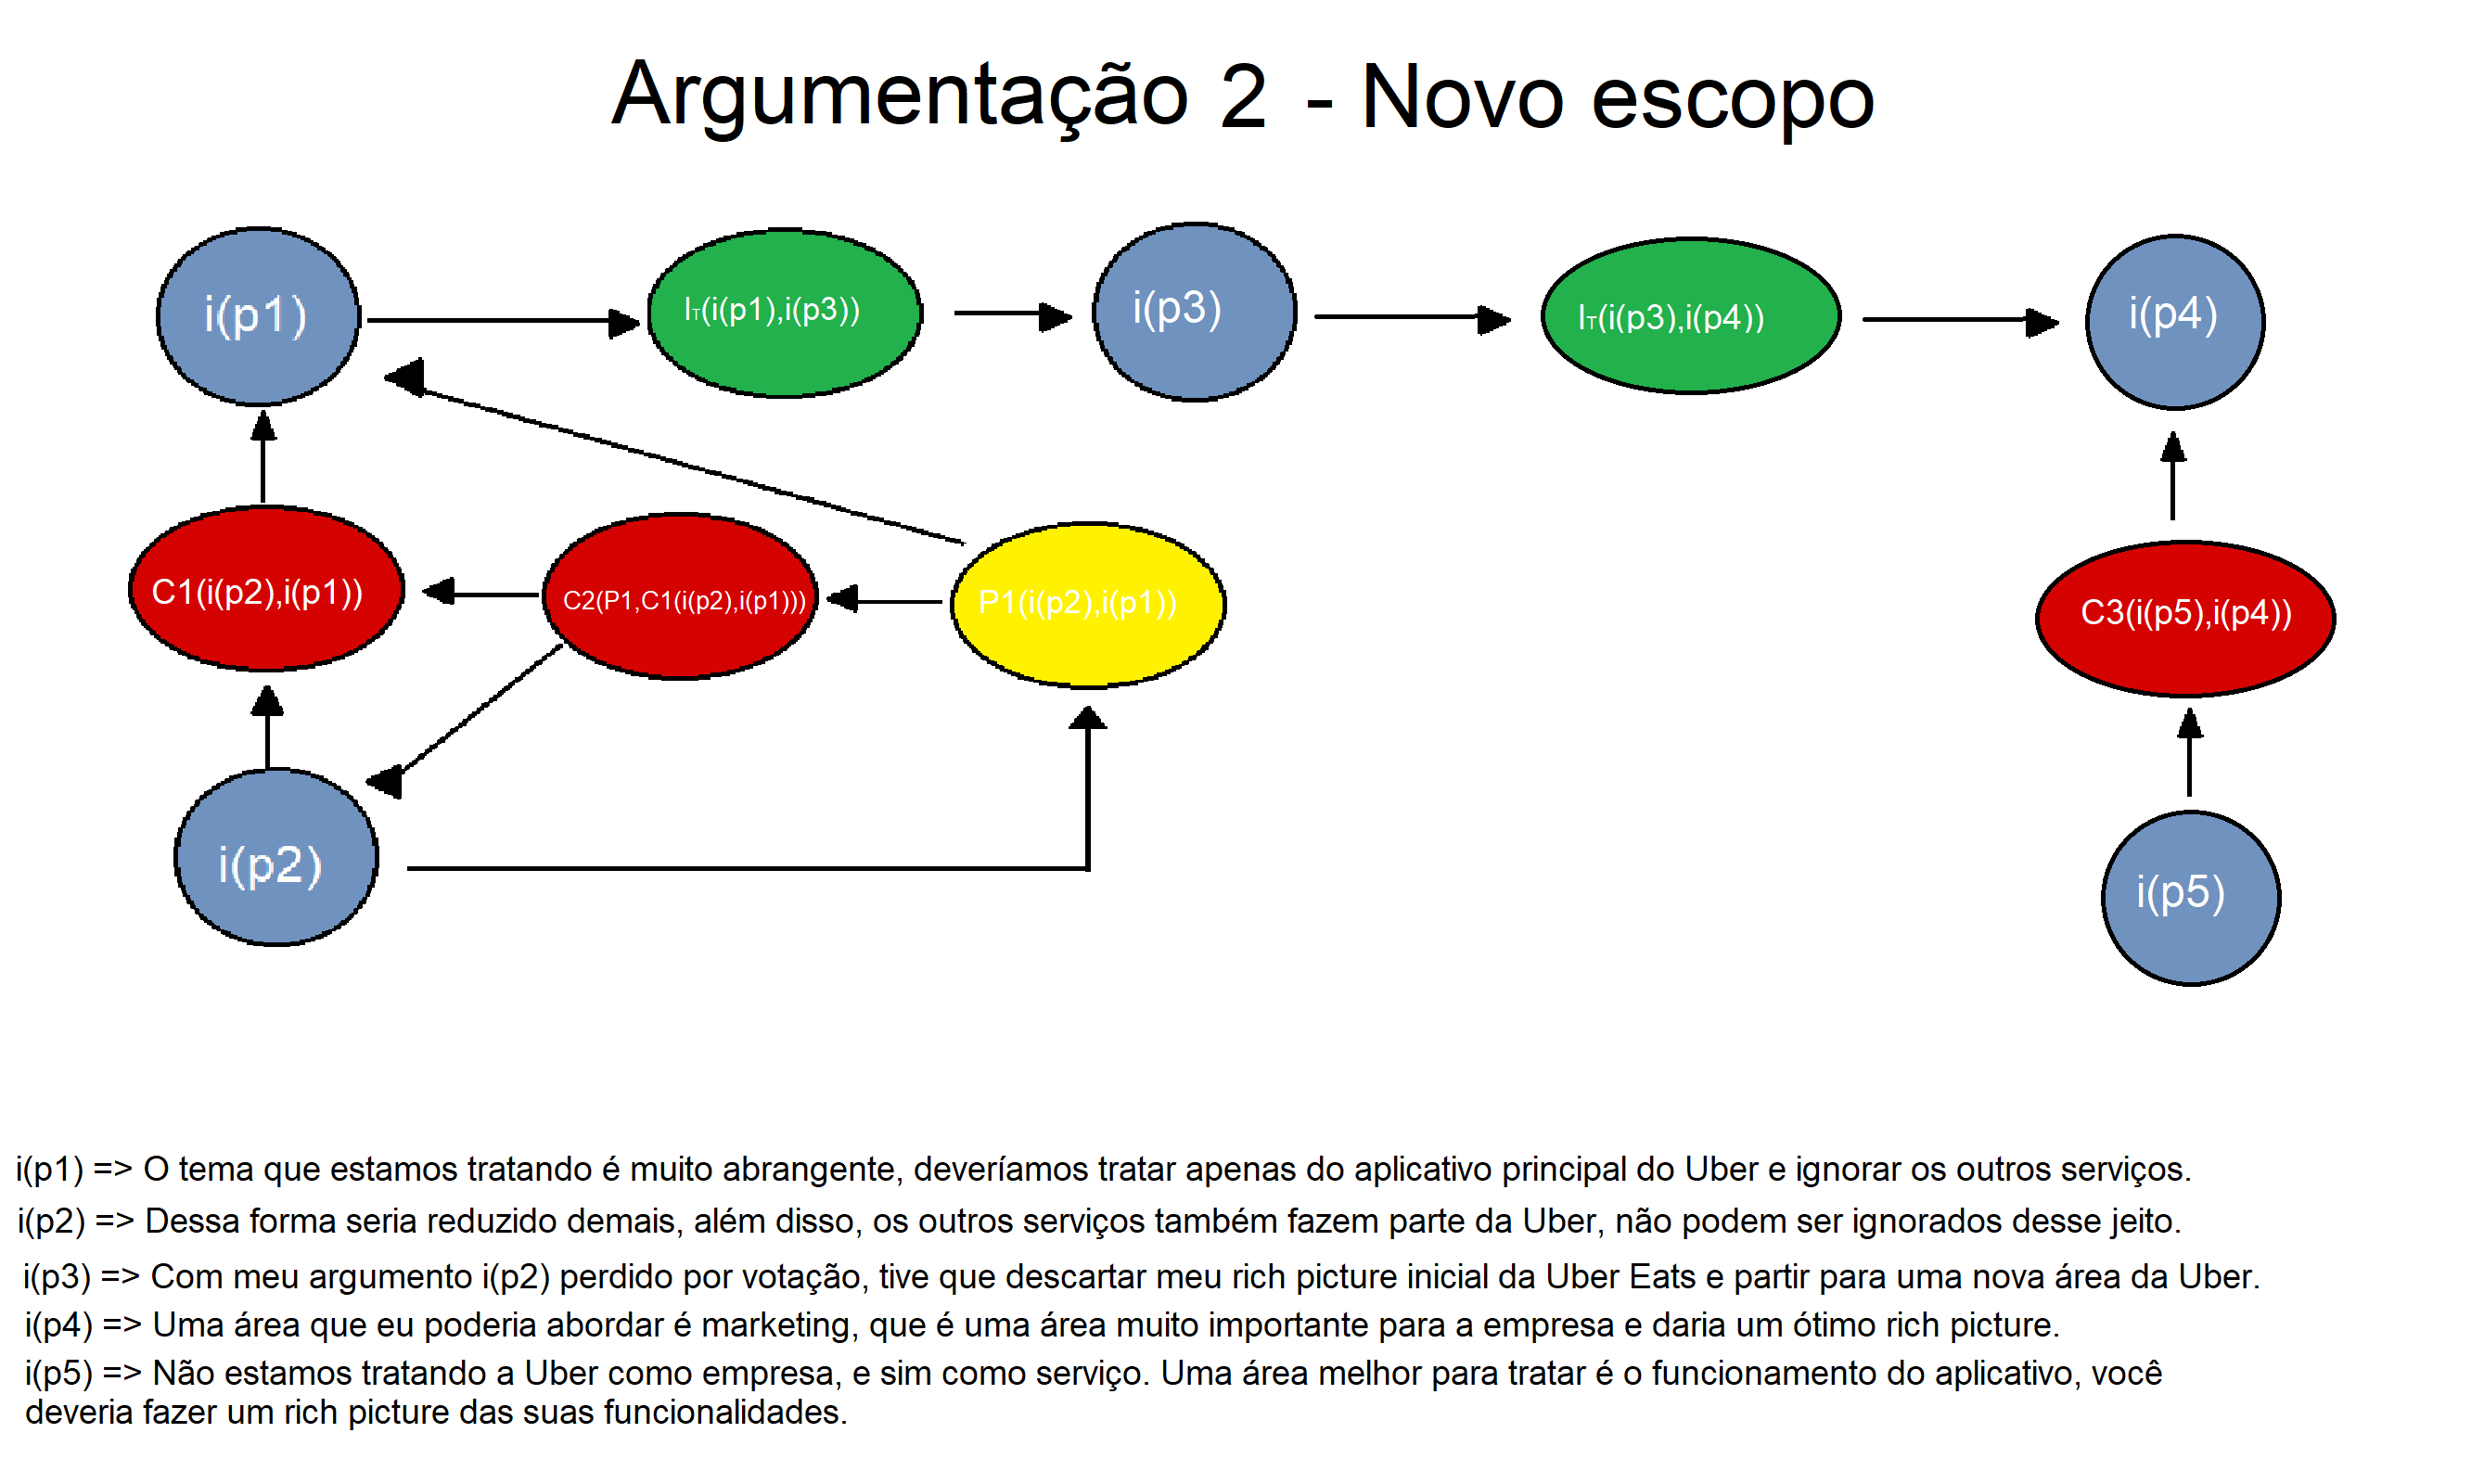 Argumentação 2 - Novo escopo
i(p1)
I_T(i(p1),i(p3))
i(p3)
I_T(i(p3),i(p4))
i(p4)
C1(i(p2),i(p1))
C2(P1,C1(i(p2),i(p1)))
P1(i(p2),i(p1))
C3(i(p5),i(p4))
i(p2)
i(p5)
i(p1) => O tema que estamos tratando é muito abrangente, deveríamos tratar apenas do aplicativo principal do Uber e ignorar os outros serviços.
i(p2) => Dessa forma seria reduzido demais, além disso, os outros serviços também fazem parte da Uber, não podem ser ignorados desse jeito.
i(p3) => Com meu argumento i(p2) perdido por votação, tive que descartar meu rich picture inicial da Uber Eats e partir para uma nova área da Uber.
i(p4) => Uma área que eu poderia abordar é marketing, que é uma área muito importante para a empresa e daria um ótimo rich picture.
i(p5) => Não estamos tratando a Uber como empresa, e sim como serviço. Uma área melhor para tratar é o funcionamento do aplicativo, você
deveria fazer um rich picture das suas funcionalidades.